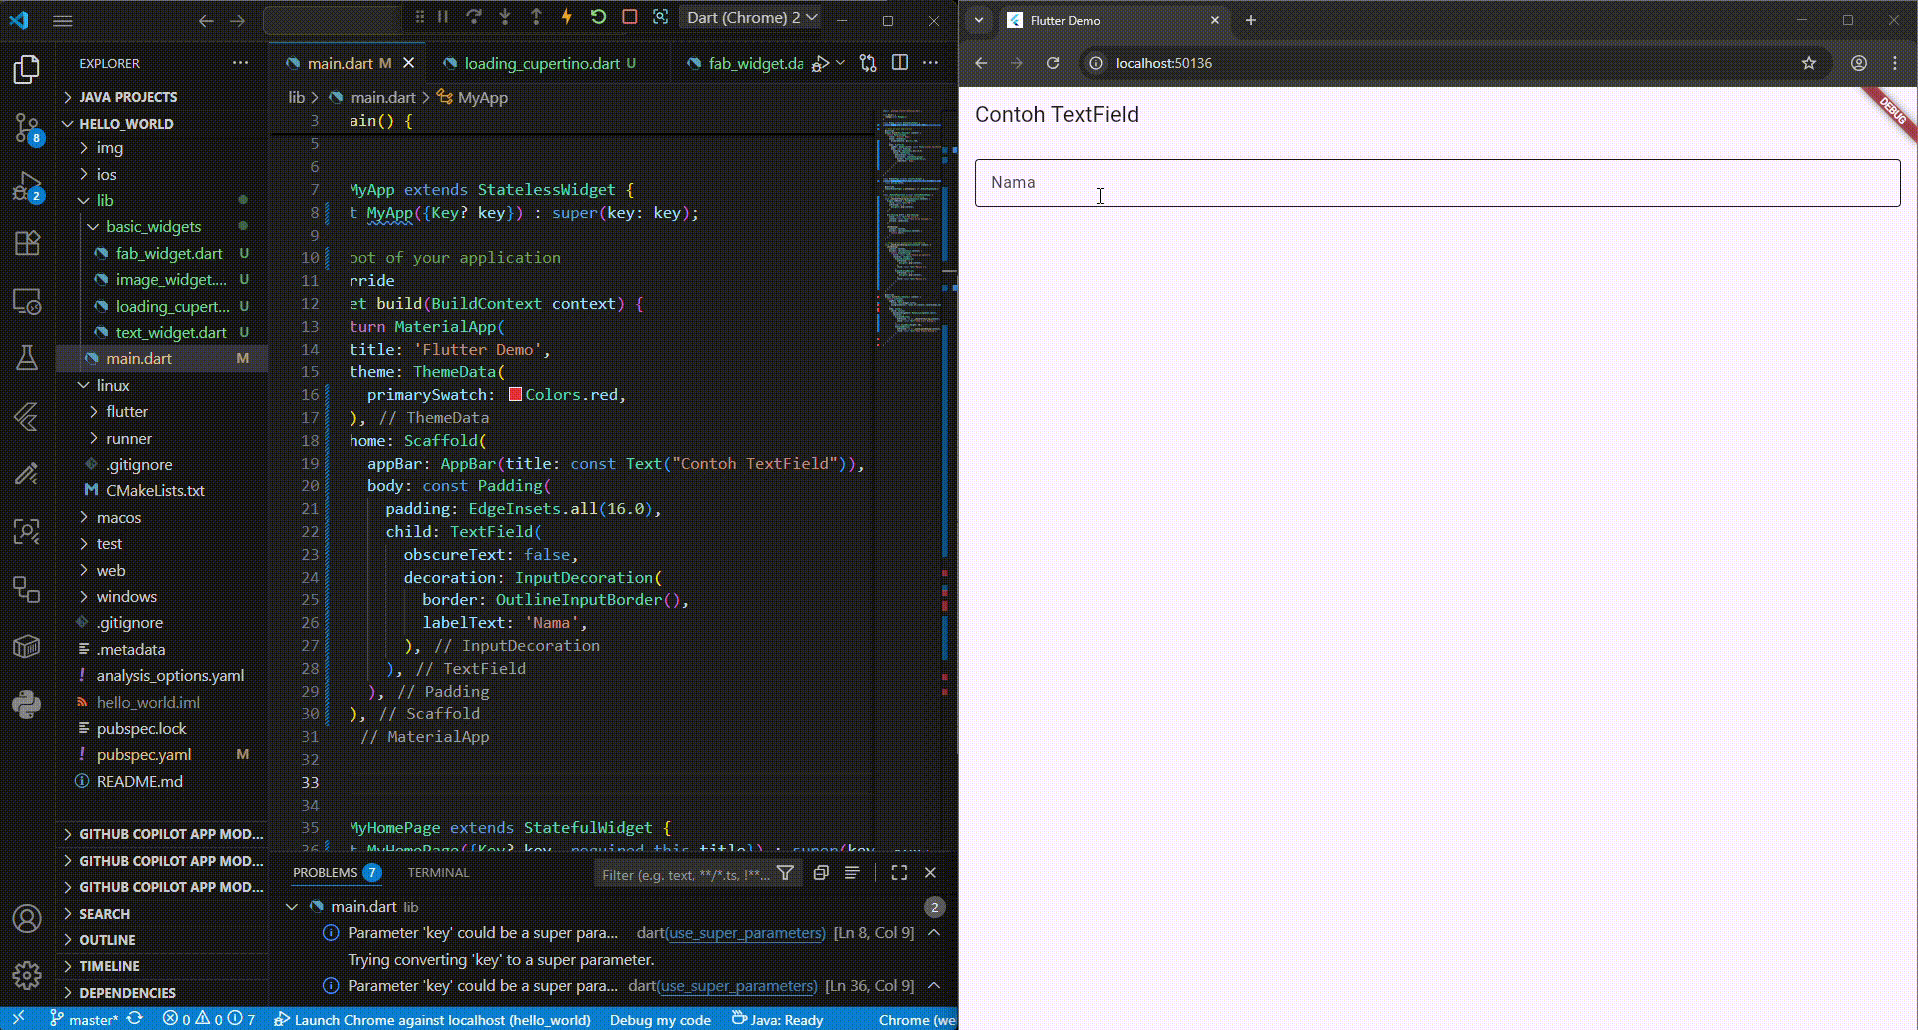 Dart (Chrome) 2
EXPLORER
JAVA PROJECTS
HELLO_WORLD
img
ios
lib
basic_widgets
fab_widget.dart U
image_widget.... U
loading_cupert... U
text_widget.dart U
main.dart M
linux
flutter
runner
.gitignore
CMakeLists.txt
macos
test
web
windows
.gitignore
.metadata
analysis_options.yaml
hello_world.iml
pubspec.lock
pubspec.yaml M
README.md
GITHUB COPILOT APP MOD...
GITHUB COPILOT APP MOD...
GITHUB COPILOT APP MOD...
SEARCH
OUTLINE
TIMELINE
DEPENDENCIES
8
2
main.dart M
loading_cupertino.dart U
fab_widget.da
lib > main.dart > MyApp
3 ain() {
5
6
7 MyApp extends StatelessWidget {
8 t MyApp({Key? key}) : super(key: key);
9
10 oot of your application
11 rride
12 et build(BuildContext context) {
13 turn MaterialApp(
14 title: 'Flutter Demo',
15 theme: ThemeData(
16 primarySwatch: Colors.red,
17 ), // ThemeData
18 home: Scaffold(
19 appBar: AppBar(title: const Text("Contoh TextField")),
20 body: const Padding(
21 padding: EdgeInsets.all(16.0),
22 child: TextField(
23 obscureText: false,
24 decoration: InputDecoration(
25 border: OutlineInputBorder(),
26 labelText: 'Nama',
27 ), // InputDecoration
28 ), // TextField
29 ), // Padding
30 ), // Scaffold
31 // MaterialApp
32
33
34
35 MyHomePage extends StatefulWidget {
36 t MyHomePage({Key? key, required this.title}) : super(key
PROBLEMS 7 TERMINAL
Filter (e.g. text, **/*.ts, !**...
main.dart lib 2
Parameter 'key' could be a super para... dart(use_super_parameters) [Ln 8, Col 9]
Trying converting 'key' to a super parameter.
Parameter 'key' could be a super para... dart(use_super_parameters) [Ln 36, Col 9]
master* 0 0 7 Launch Chrome against localhost (hello_world) Debug my code Java: Ready Chrome (we
Flutter Demo
localhost:50136
Contoh TextField
DEBUG
Nama